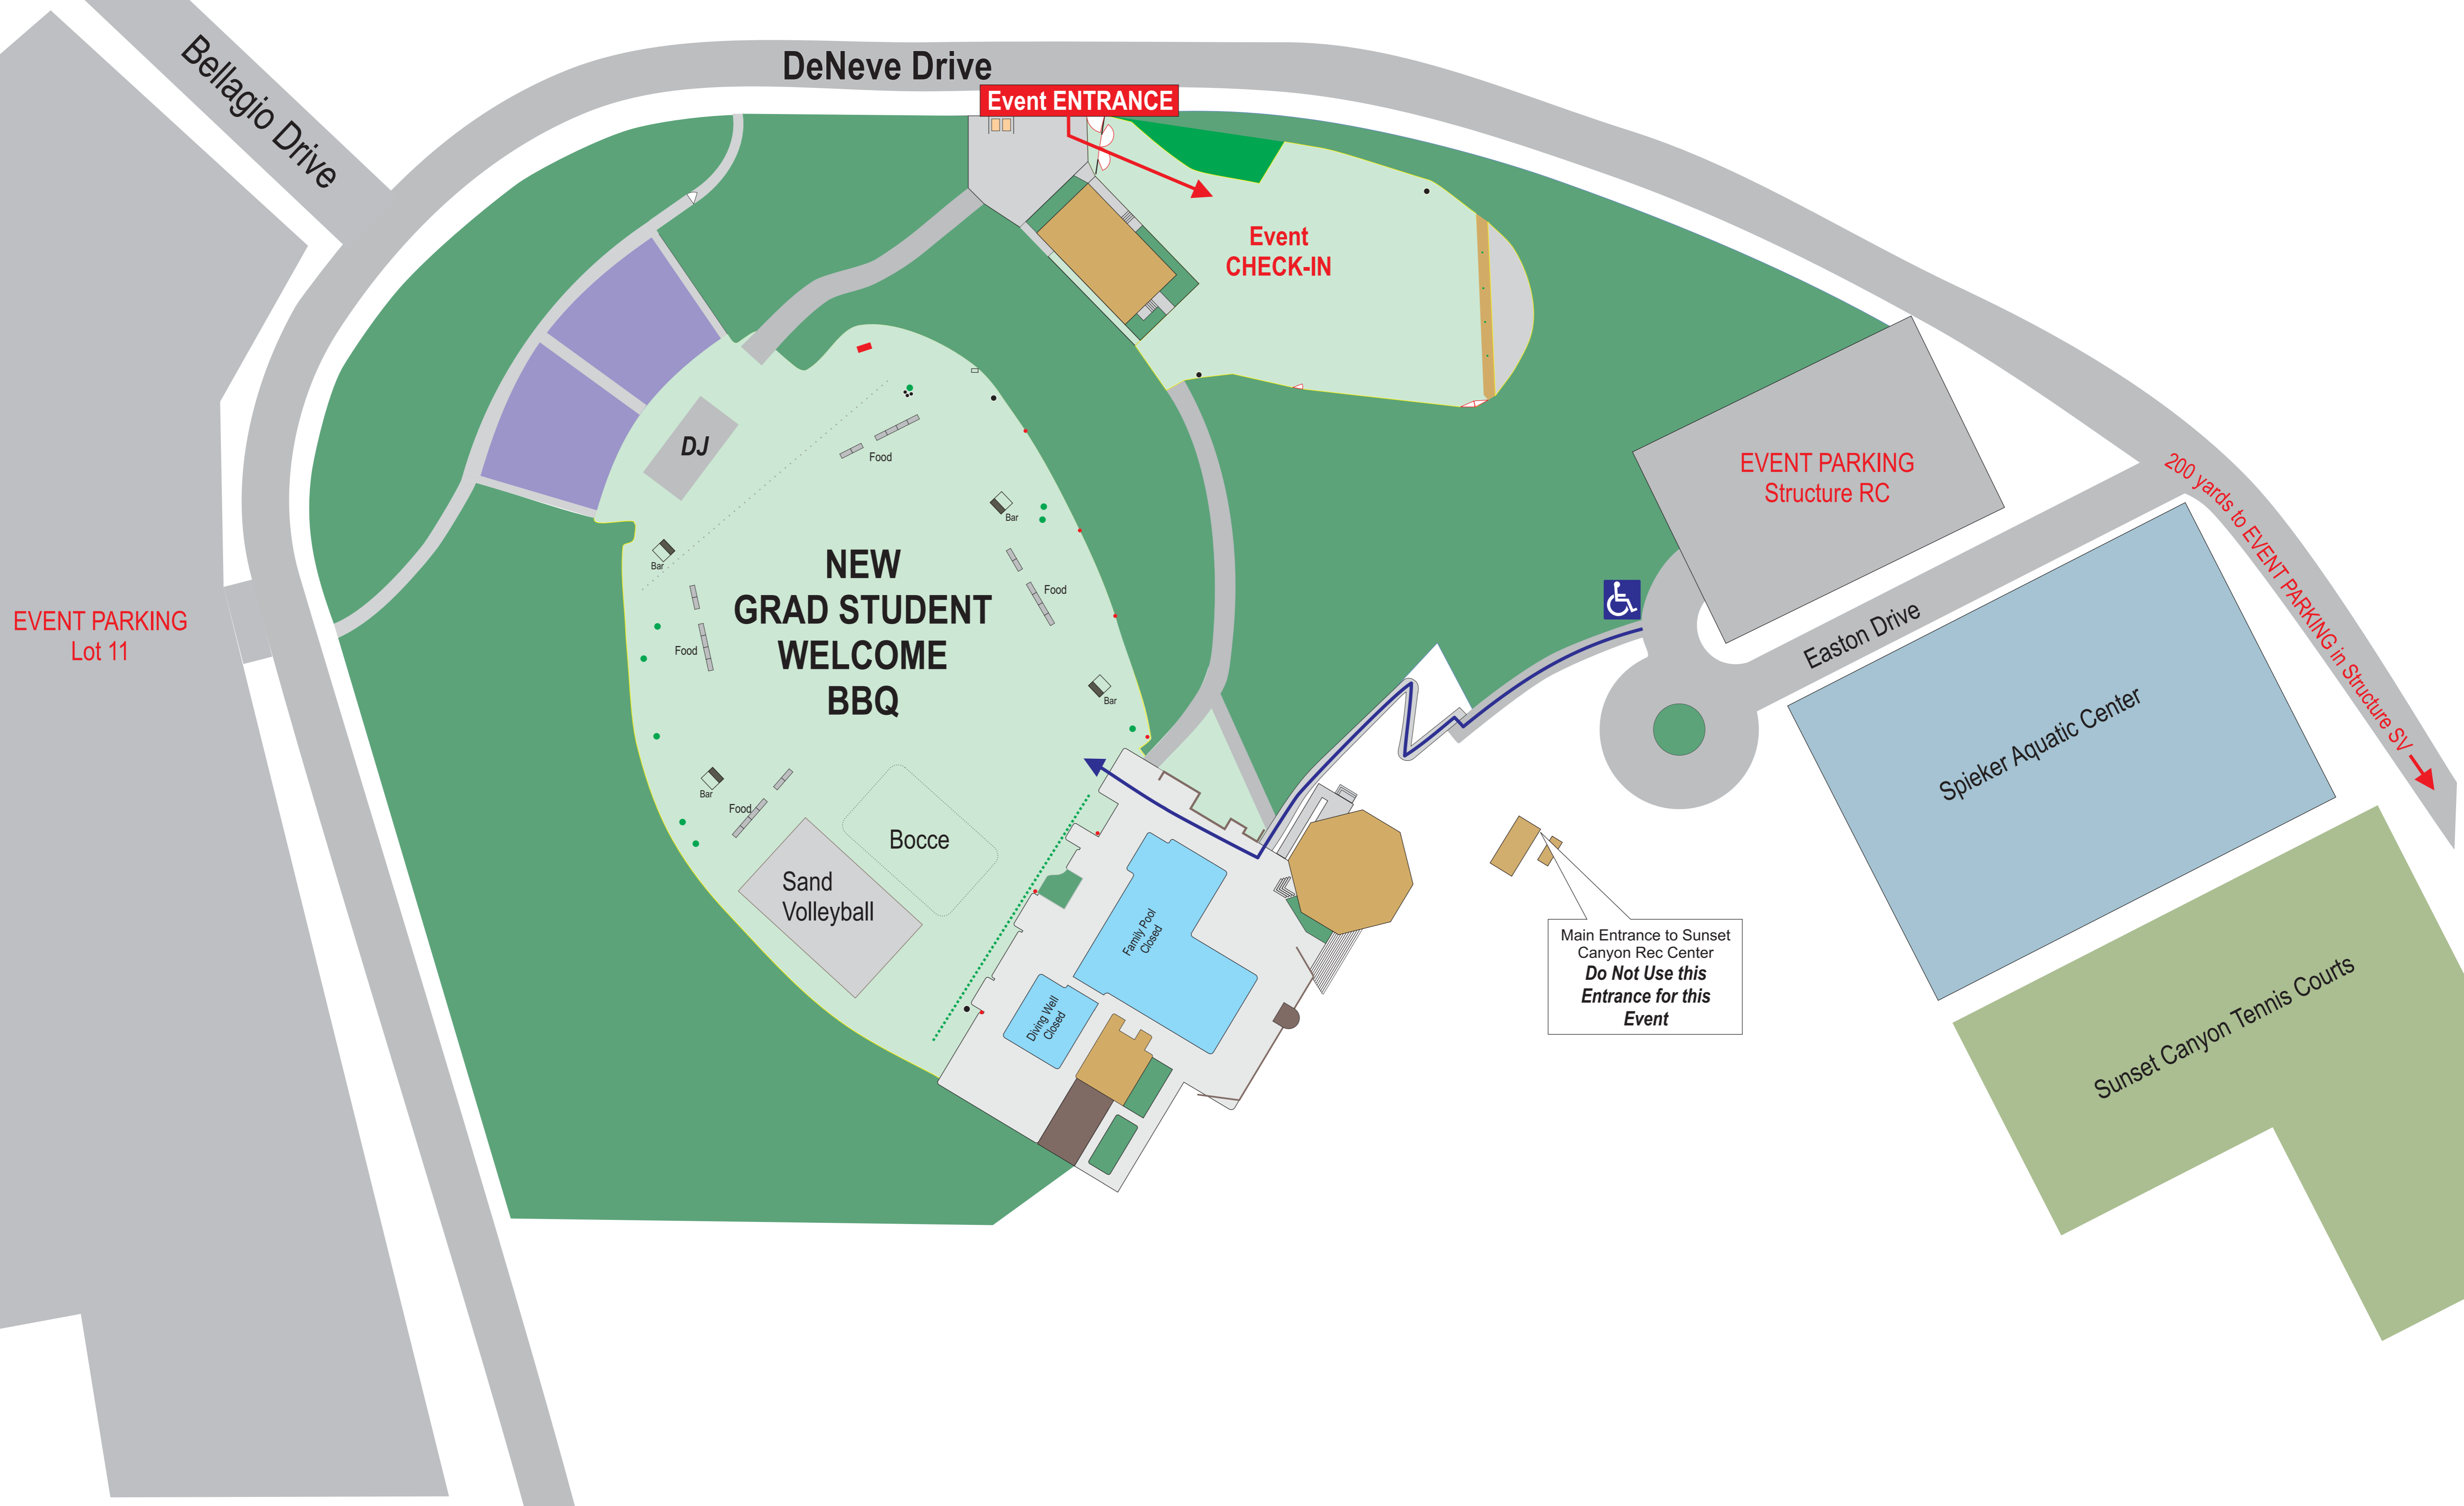 Bellagio Drive
DeNeve Drive
Event ENTRANCE
Event
CHECK-IN
EVENT PARKING
Structure RC
200 yards to EVENT PARKING in Structure SV
DJ
Food
Bar
Bar
NEW
GRAD STUDENT
WELCOME
BBQ
Food
EVENT PARKING
Lot 11
Food
Easton Drive
Bar
Spieker Aquatic Center
Bar
Food
Bocce
Sand
Volleyball
Family Pool
Closed
Diving Well
Closed
Main Entrance to Sunset
Canyon Rec Center
Do Not Use this
Entrance for this
Event
Sunset Canyon Tennis Courts